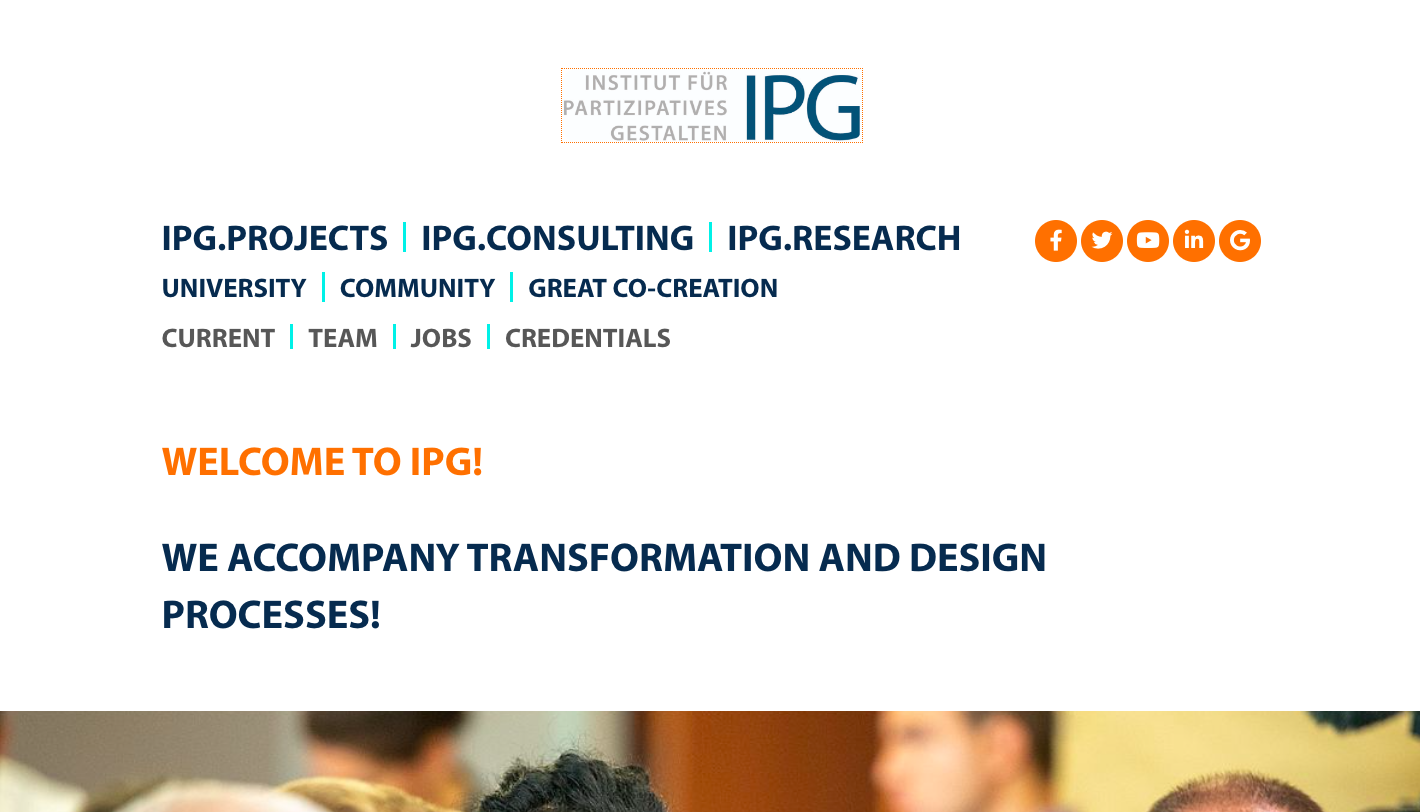 INSTITUT FÜR
PARTIZIPATIVES
GESTALTEN
IPG
IPG.PROJECTS
IPG.CONSULTING
IPG.RESEARCH
UNIVERSITY
COMMUNITY
GREAT CO-CREATION
CURRENT
TEAM
JOBS
CREDENTIALS
WELCOME TO IPG!
WE ACCOMPANY TRANSFORMATION AND DESIGN
PROCESSES!